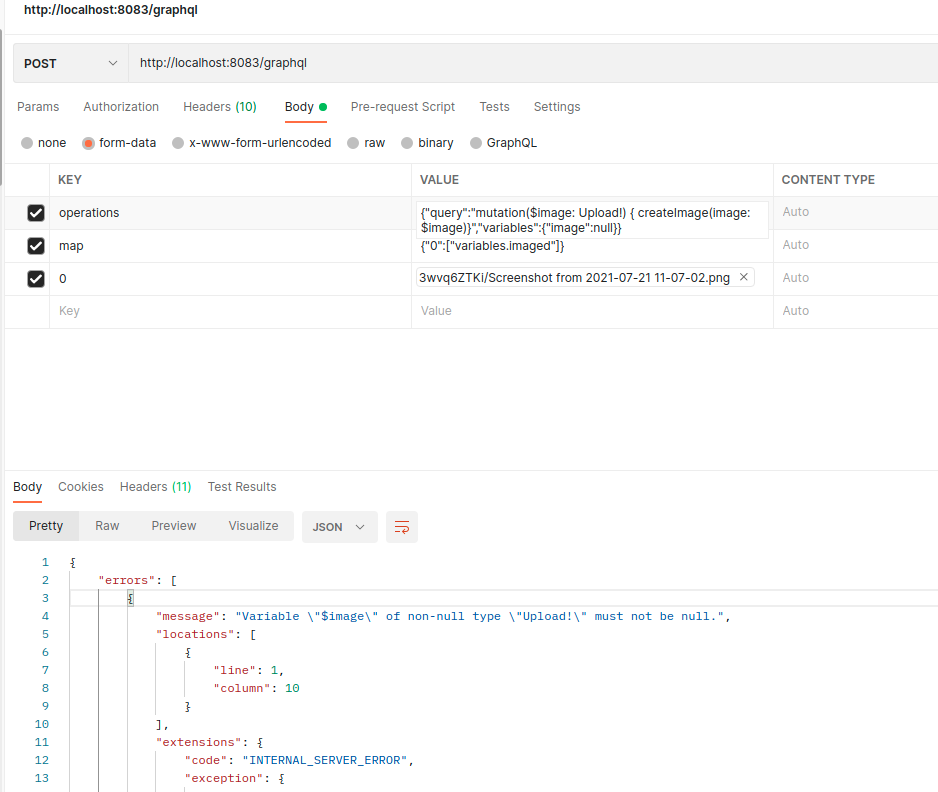 http://localhost:8083/graphql
POST http://localhost:8083/graphql
Params Authorization Headers (10) Body Pre-request Script Tests Settings
none form-data x-www-form-urlencoded raw binary GraphQL
KEY VALUE CONTENT TYPE
operations {"query":"mutation($image: Upload!) { createImage(image: Auto
$image)}","variables":{"image":null}}
map {"0":["variables.imaged"]} Auto
0 3wvq6ZTKi/Screenshot from 2021-07-21 11-07-02.png × Auto
Key Value Auto
Body Cookies Headers (11) Test Results
Pretty Raw Preview Visualize JSON
1 {
2 "errors": [
3 {
4 "message": "Variable \"$image\" of non-null type \"Upload!\" must not be null.",
5 "locations": [
6 {
7 "line": 1,
8 "column": 10
9 }
10 ],
11 "extensions": {
12 "code": "INTERNAL_SERVER_ERROR",
13 "exception": {